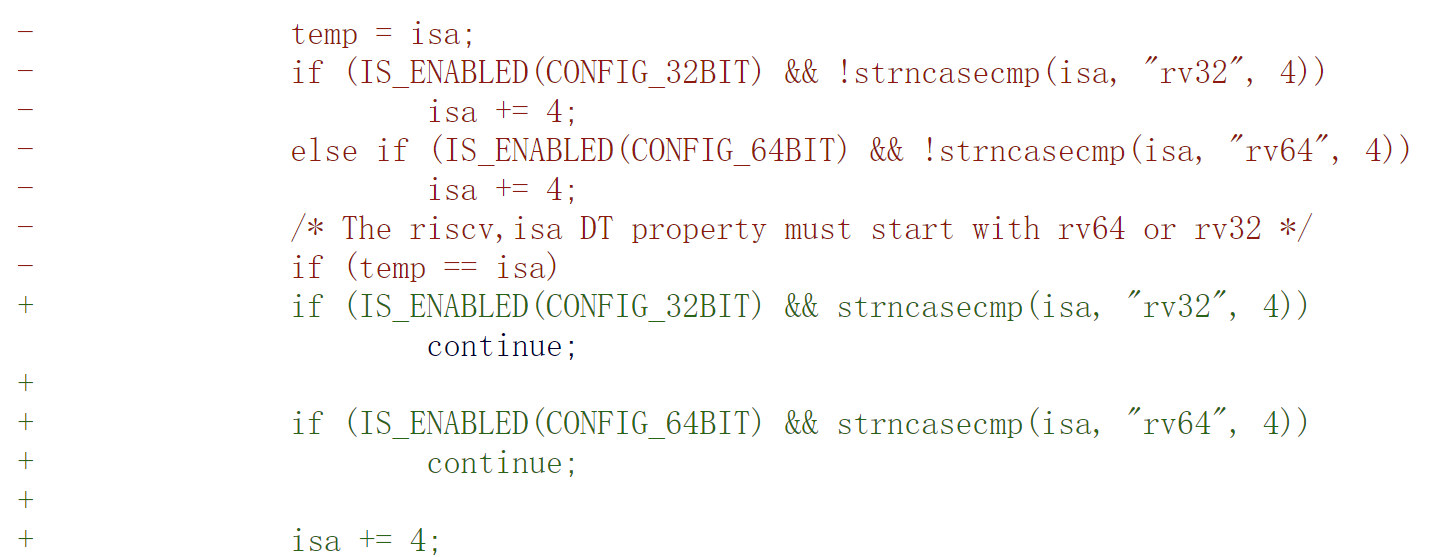 -                temp = isa;
-                if (IS_ENABLED(CONFIG_32BIT) && !strncasecmp(isa, "rv32", 4))
-                        isa += 4;
-                else if (IS_ENABLED(CONFIG_64BIT) && !strncasecmp(isa, "rv64", 4))
-                        isa += 4;
-                /* The riscv,isa DT property must start with rv64 or rv32 */
-                if (temp == isa)
+                if (IS_ENABLED(CONFIG_32BIT) && strncasecmp(isa, "rv32", 4))
                         continue;
+
+                if (IS_ENABLED(CONFIG_64BIT) && strncasecmp(isa, "rv64", 4))
+                        continue;
+
+                isa += 4;